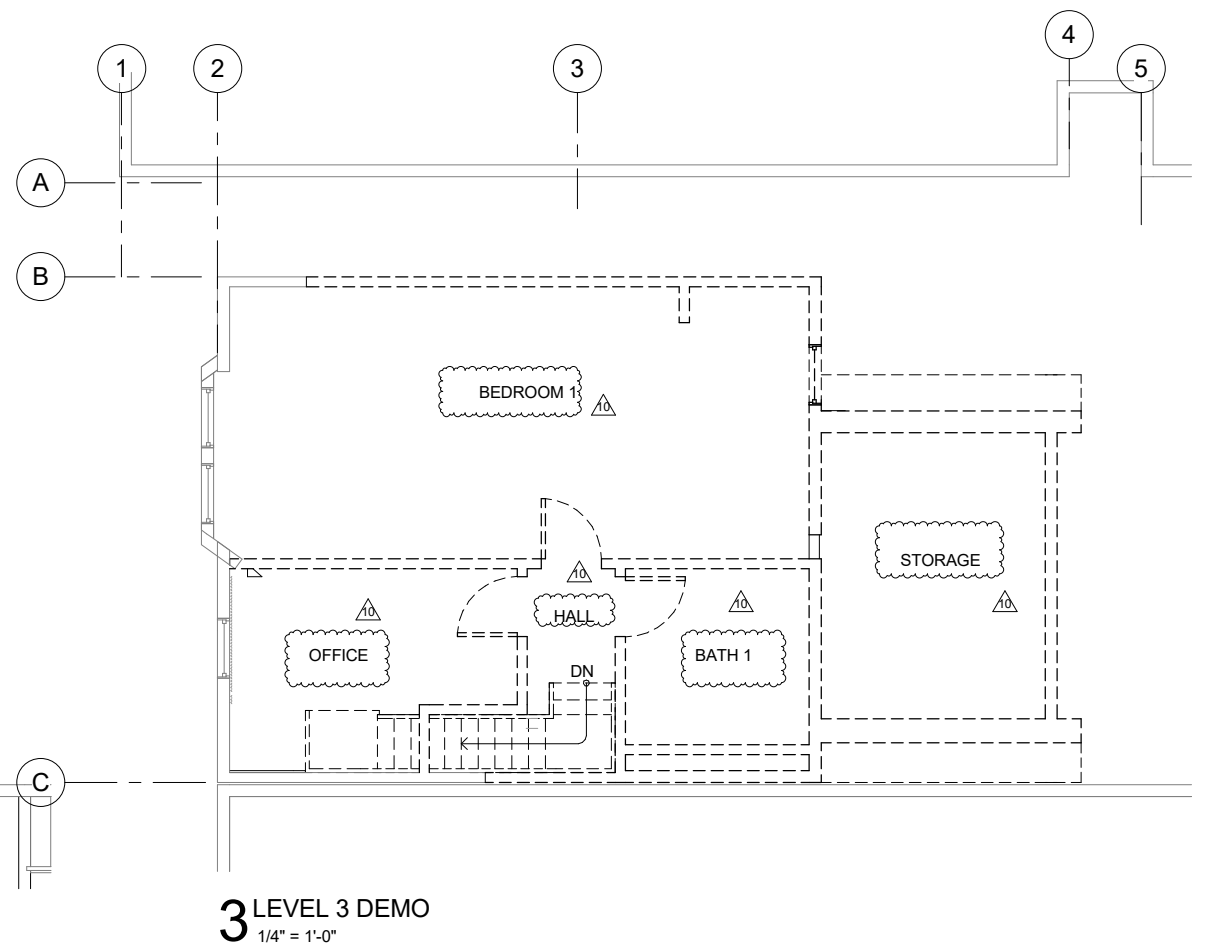 4
1
2
3
5
A
B
BEDROOM 1
10
STORAGE
10
10
10
10
HALL
OFFICE
BATH 1
DN
C
3
LEVEL 3 DEMO
1/4" = 1'-0"